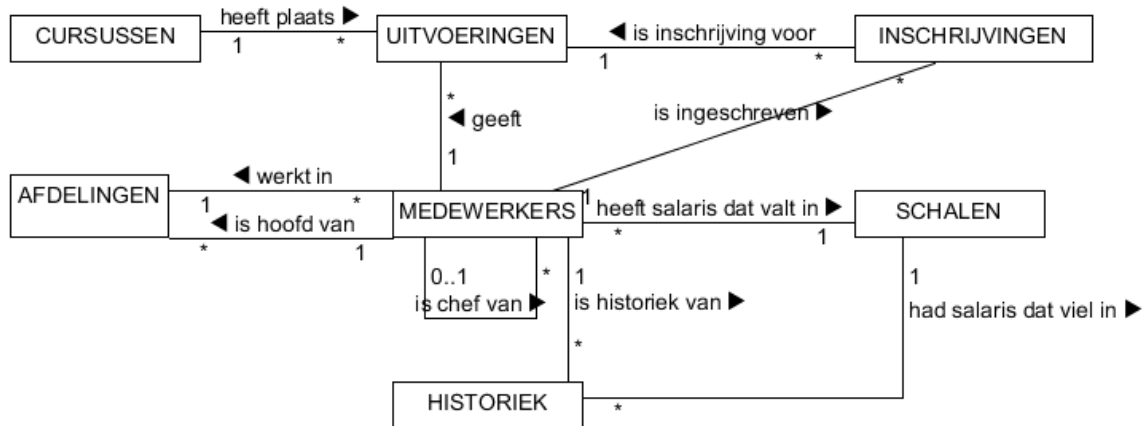 heeft plaats ▶
CURSUSSEN
1
*
UITVOERINGEN
◀ is inschrijving voor
1
*
INSCHRIJVINGEN
*
◀ geeft
1
*
is ingeschreven ▶
1
AFDELINGEN
◀ werkt in
1
*
◀ is hoofd van
*
1
MEDEWERKERS
heeft salaris dat valt in ▶
*
1
SCHALEN
0..1
*
is chef van ▶
1
is historiek van ▶
*
1
had salaris dat viel in ▶
HISTORIEK
*